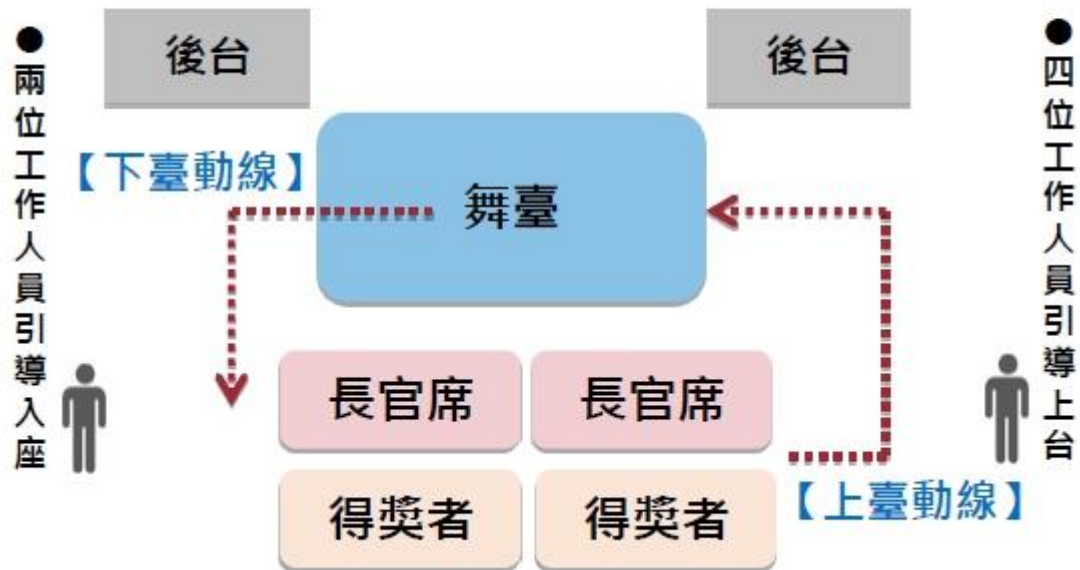 ●兩位工作人員引導入座
後台
後台
●四位工作人員引導上台
【下臺動線】
舞臺
長官席
長官席
得獎者
得獎者
【上臺動線】